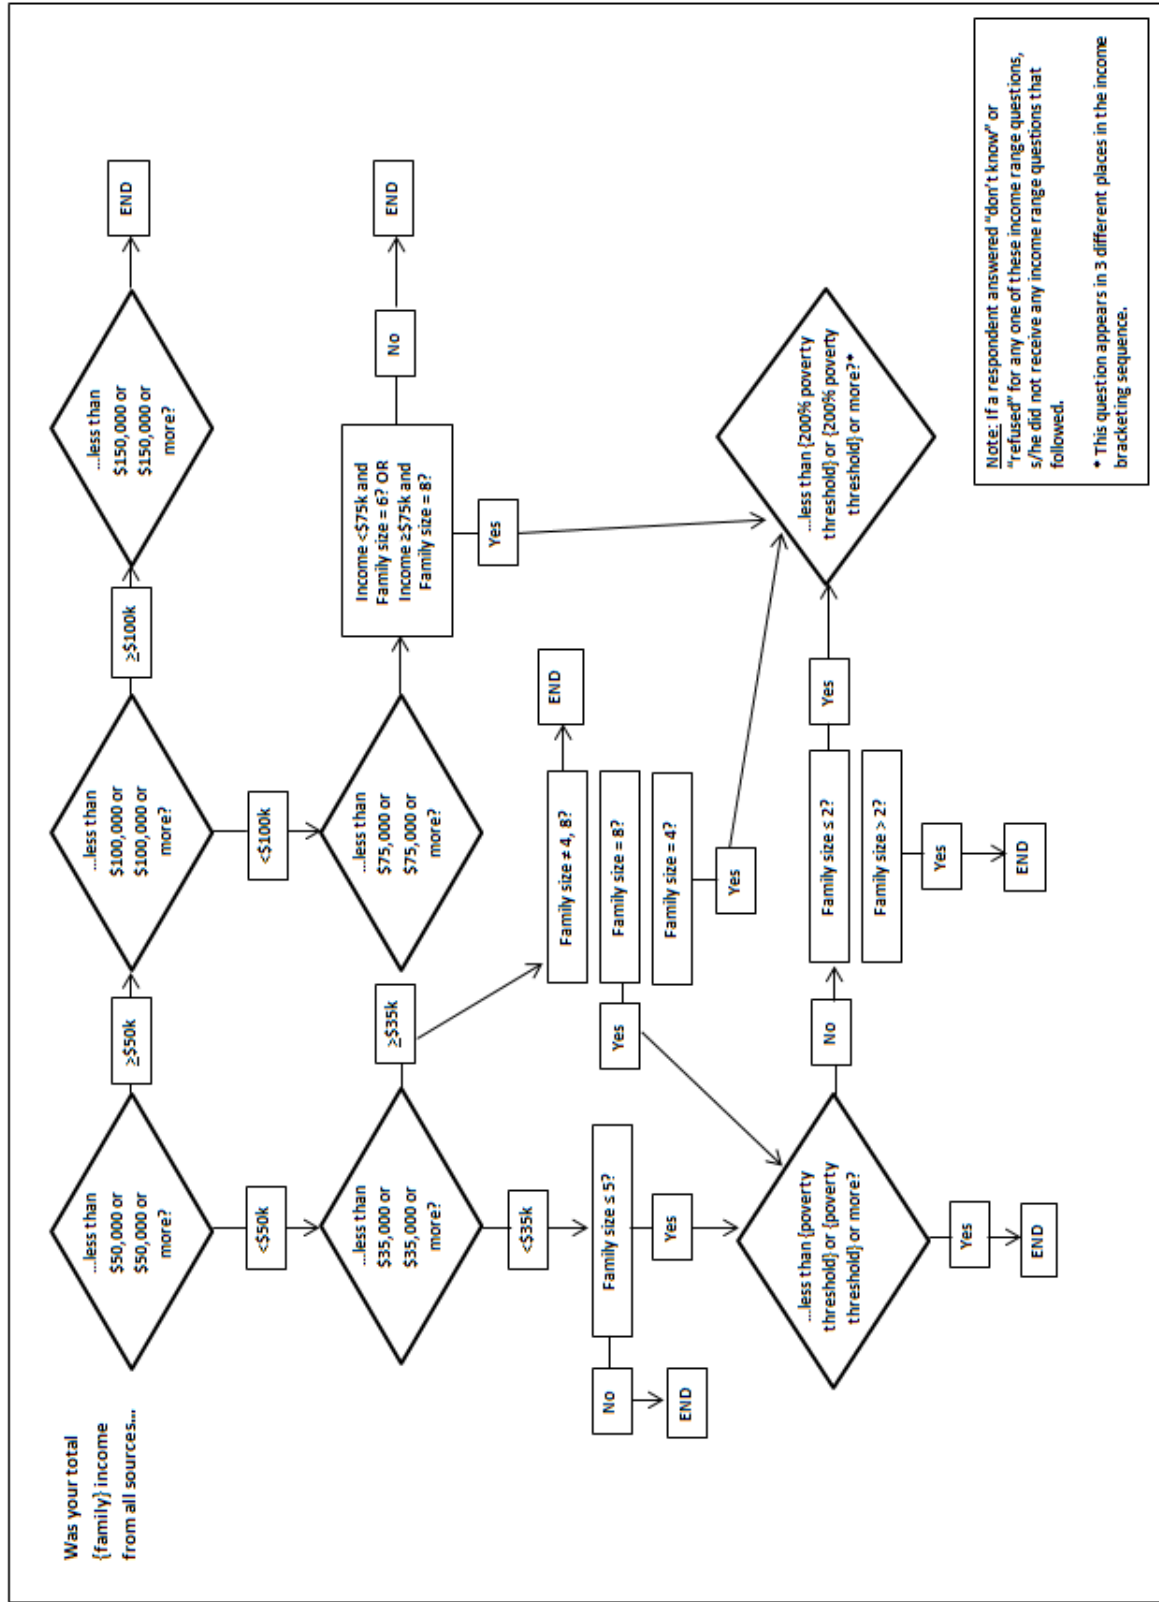 Was your total
{family} income
from all sources...
...less than
$50,000 or
$50,000 or
more?
≥$50k
...less than
$100,000 or
$100,000 or
more?
≥$100k
...less than
$150,000 or
$150,000 or
more?
END
<$50k
<$100k
...less than
$35,000 or
$35,000 or
more?
≥$35k
...less than
$75,000 or
$75,000 or
more?
Income <$75k and
Family size = 6? OR
Income ≥$75k and
Family size = 8?
No
END
Yes
<$35k
Family size ≠ 4, 8?
END
Family size = 8?
Yes
Family size = 4?
Yes
Family size ≤ 5?
No
END
Yes
...less than {poverty
threshold} or {poverty
threshold} or more?
Yes
END
No
Family size ≤ 2?
Yes
Family size > 2?
Yes
END
...less than {200% poverty
threshold} or {200% poverty
threshold} or more?*
Note: If a respondent answered "don't know" or
"refused" for any one of these income range questions,
s/he did not receive any income range questions that
followed.
* This question appears in 3 different places in the income
bracketing sequence.